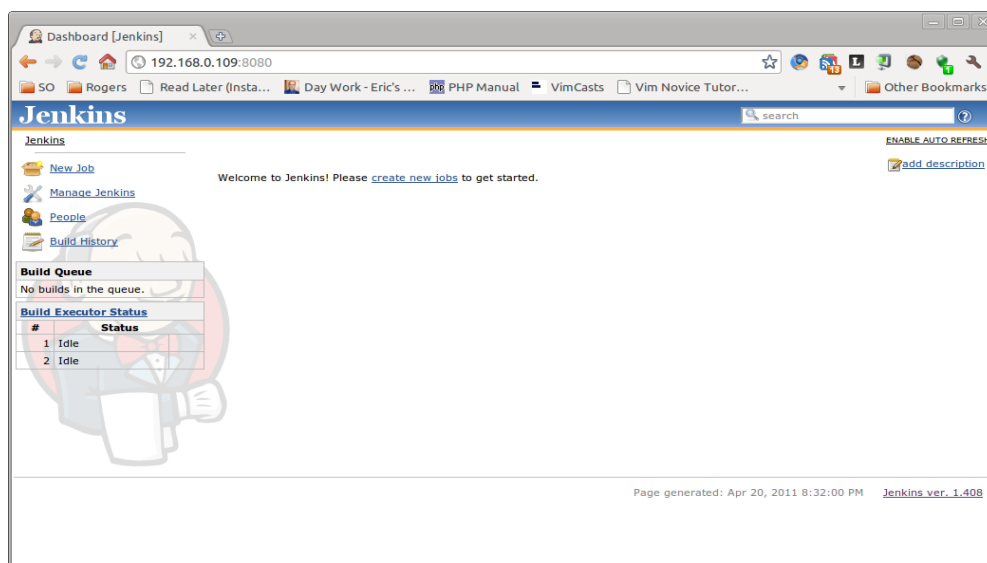 Dashboard [Jenkins]
192.168.0.109:8080
SO Rogers Read Later (Insta... Day Work - Eric's ... PHP Manual VimCasts Vim Novice Tutor... Other Bookmarks
Jenkins search
Jenkins ENABLE AUTO REFRESH
New Job add description
Welcome to Jenkins! Please create new jobs to get started.
Manage Jenkins
People
Build History
Build Queue
No builds in the queue.
Build Executor Status
# Status
1 Idle
2 Idle
Page generated: Apr 20, 2011 8:32:00 PM Jenkins ver. 1.408